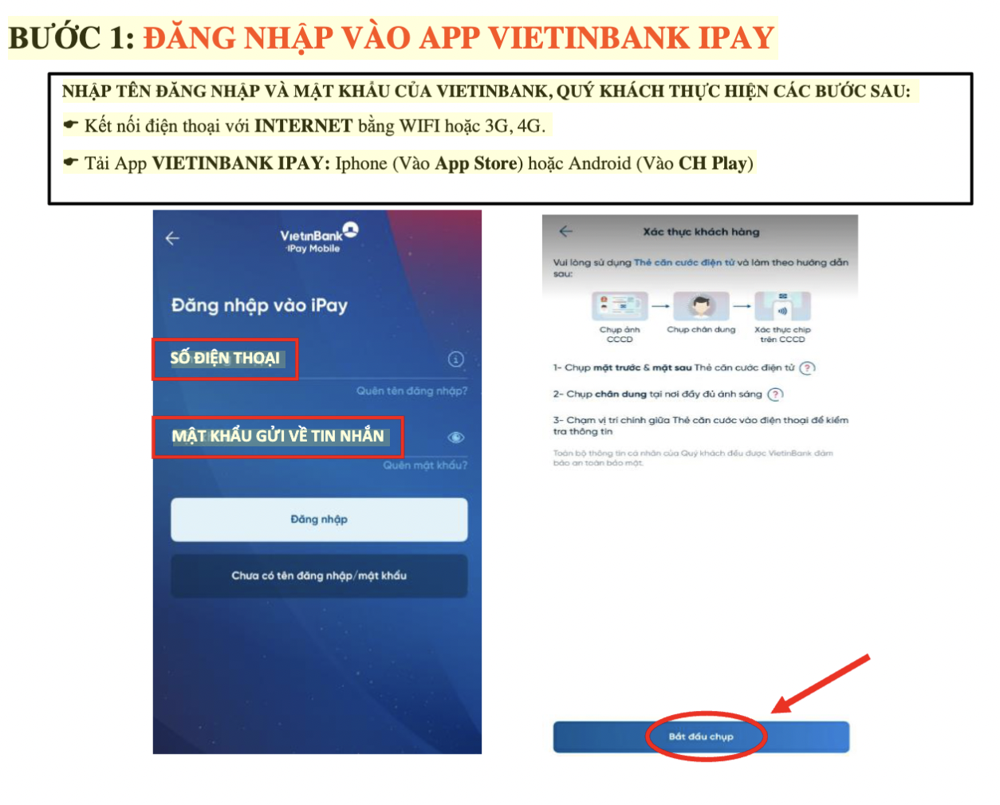 BƯỚC 1: ĐĂNG NHẬP VÀO APP VIETINBANK IPAY
NHẬP TÊN ĐĂNG NHẬP VÀ MẬT KHẨU CỦA VIETINBANK, QUÝ KHÁCH THỰC HIỆN CÁC BƯỚC SAU:
☛ Kết nối điện thoại với INTERNET bằng WIFI hoặc 3G, 4G.
☛ Tải App VIETINBANK IPAY: Iphone (Vào App Store) hoặc Android (Vào CH Play)
VietinBank
iPay Mobile
Đăng nhập vào iPay
SỐ ĐIỆN THOẠI
Quên tên đăng nhập?
MẬT KHẨU GỬI VỀ TIN NHẮN
Quên mật khẩu?
Đăng nhập
Chưa có tên đăng nhập/mật khẩu
Xác thực khách hàng
Vui lòng sử dụng Thẻ căn cước điện tử và làm theo hướng dẫn
sau:
Chụp ảnh
CCCD
Chụp chân dung
Xác thực chip
trên CCCD
1- Chụp mặt trước & mặt sau Thẻ căn cước điện tử ?
2- Chụp chân dung tại nơi đầy đủ ánh sáng ?
3- Chạm vị trí chính giữa Thẻ căn cước vào điện thoại để kiểm
tra thông tin
Toàn bộ thông tin cá nhân của Quý khách đều được VietinBank đảm
bảo an toàn bảo mật.
Bắt đầu chụp